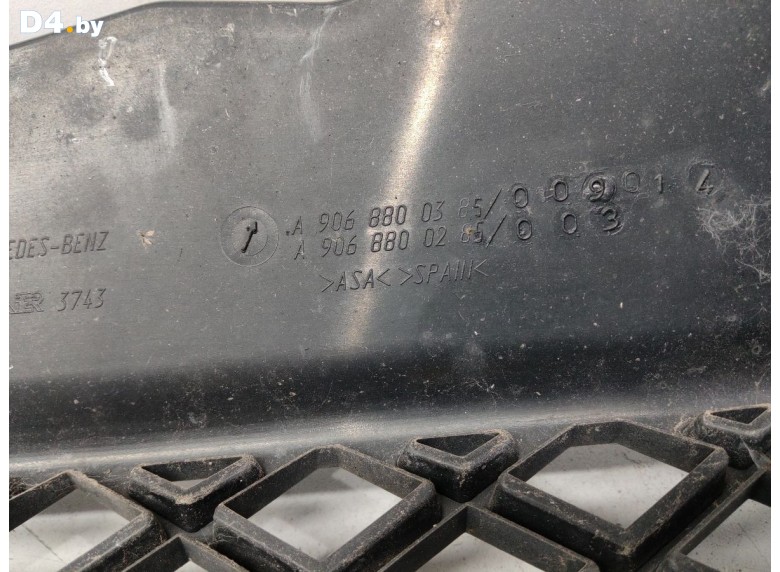 D4.by
A 906 880 03 85/0 0 9 0 1 4
A 906 880 02 85/0 0 3
EDES-BENZ
>ASA< >SPAIN<
3743